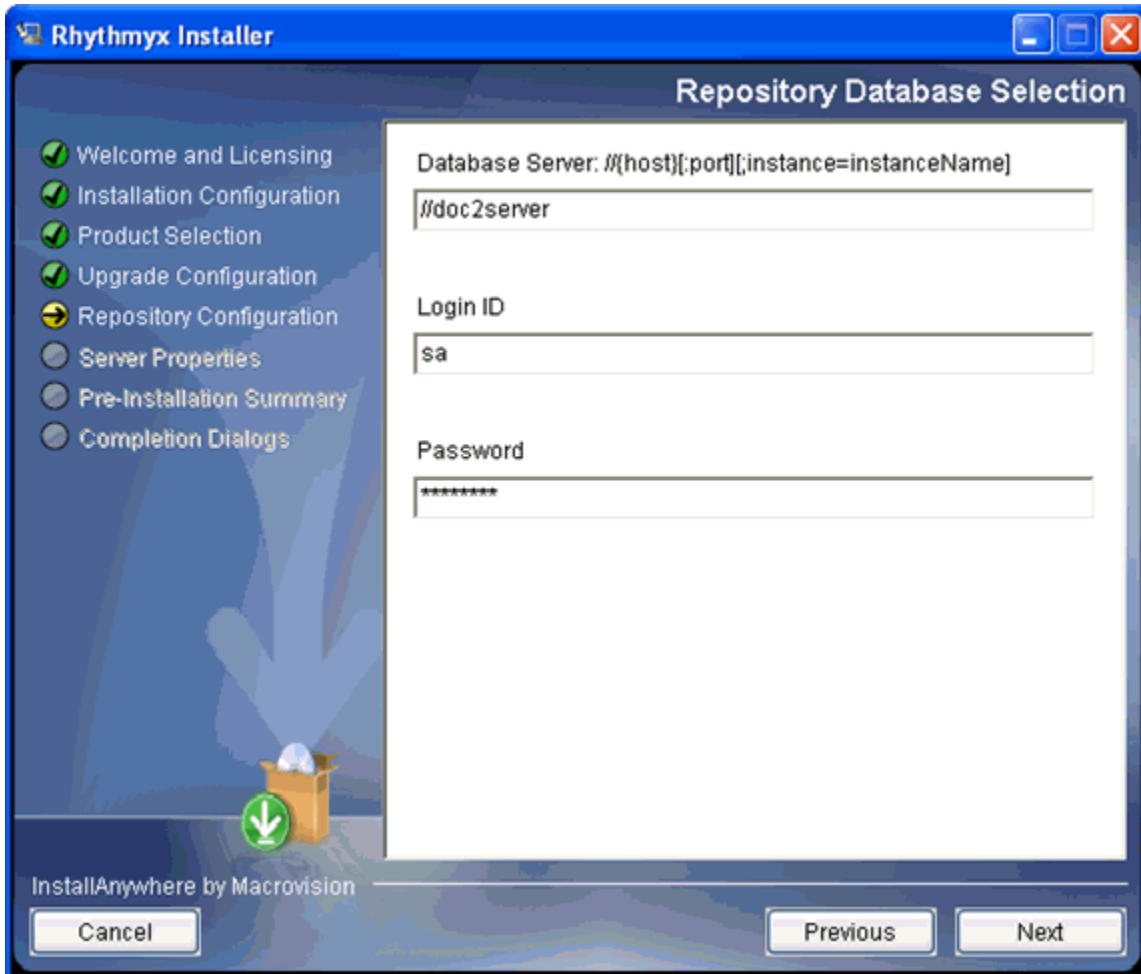 Rhythmyx Installer
Repository Database Selection
Welcome and Licensing
Installation Configuration
Product Selection
Upgrade Configuration
Repository Configuration
Server Properties
Pre-Installation Summary
Completion Dialogs
Database Server: //{host}[:port][;instance=instanceName]
//doc2server
Login ID
sa
Password
********
InstallAnywhere by Macrovision
Cancel
Previous
Next